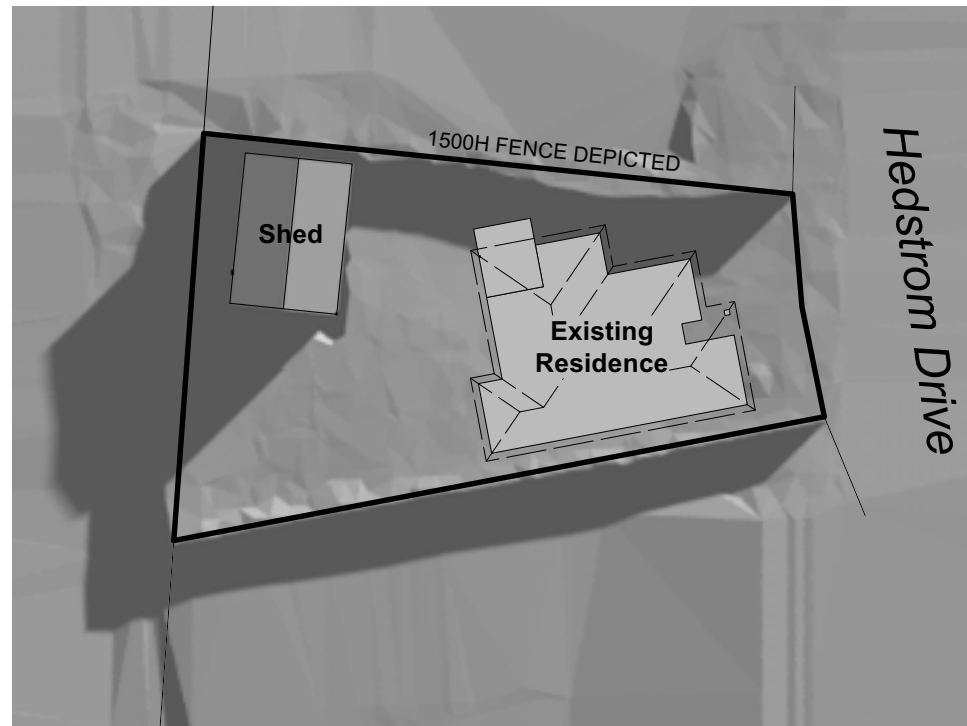 1500H FENCE DEPICTED
Shed
Existing
Residence
Hedstrom Drive